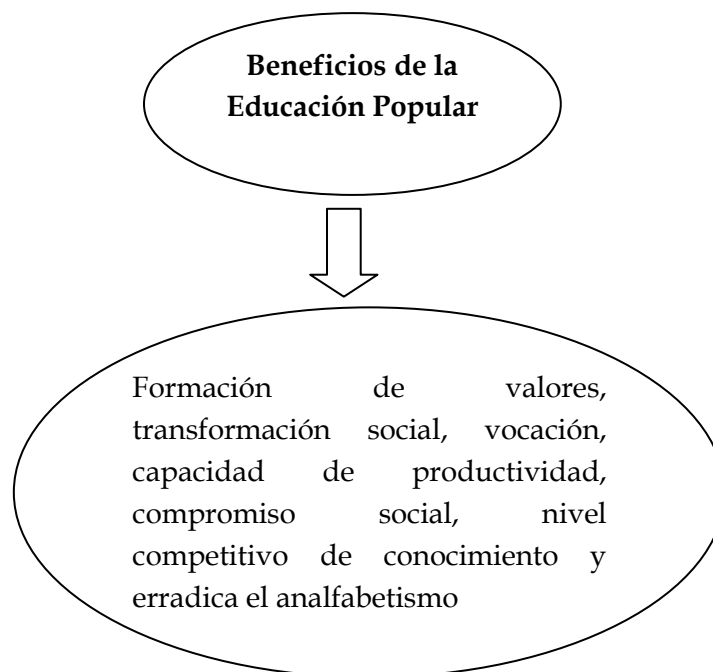 Beneficios de la
Educación Popular
Formación de valores,
transformación social, vocación,
capacidad de productividad,
compromiso social, nivel
competitivo de conocimiento y
erradica el analfabetismo